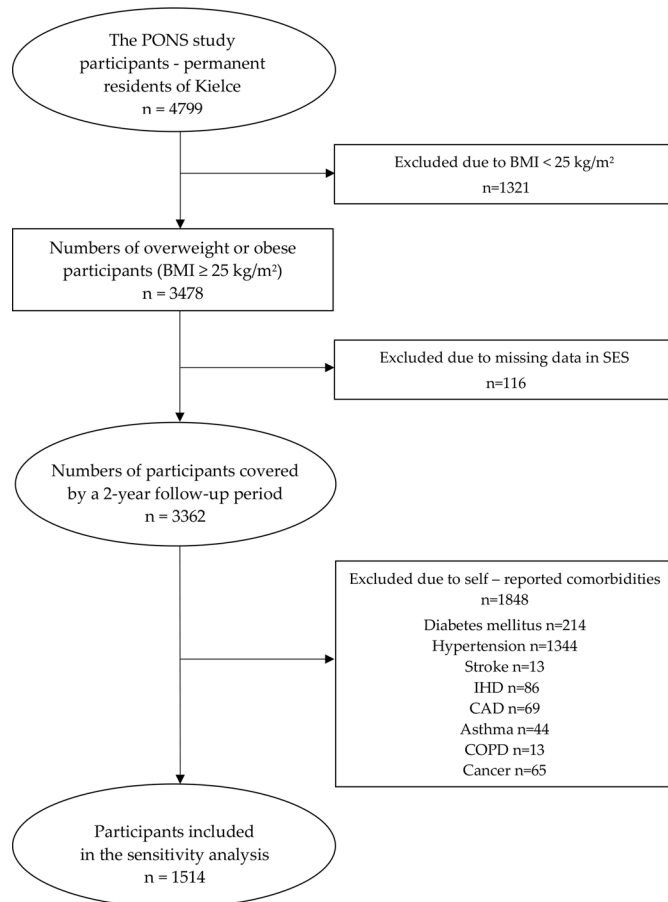 The PONS study
participants - permanent
residents of Kielce
n = 4799
Excluded due to BMI < 25 kg/m²
n=1321
Numbers of overweight or obese
participants (BMI ≥ 25 kg/m²)
n = 3478
Excluded due to missing data in SES
n=116
Numbers of participants covered
by a 2-year follow-up period
n = 3362
Excluded due to self – reported comorbidities
n=1848
Diabetes mellitus n=214
Hypertension n=1344
Stroke n=13
IHD n=86
CAD n=69
Asthma n=44
COPD n=13
Cancer n=65
Participants included
in the sensitivity analysis
n = 1514